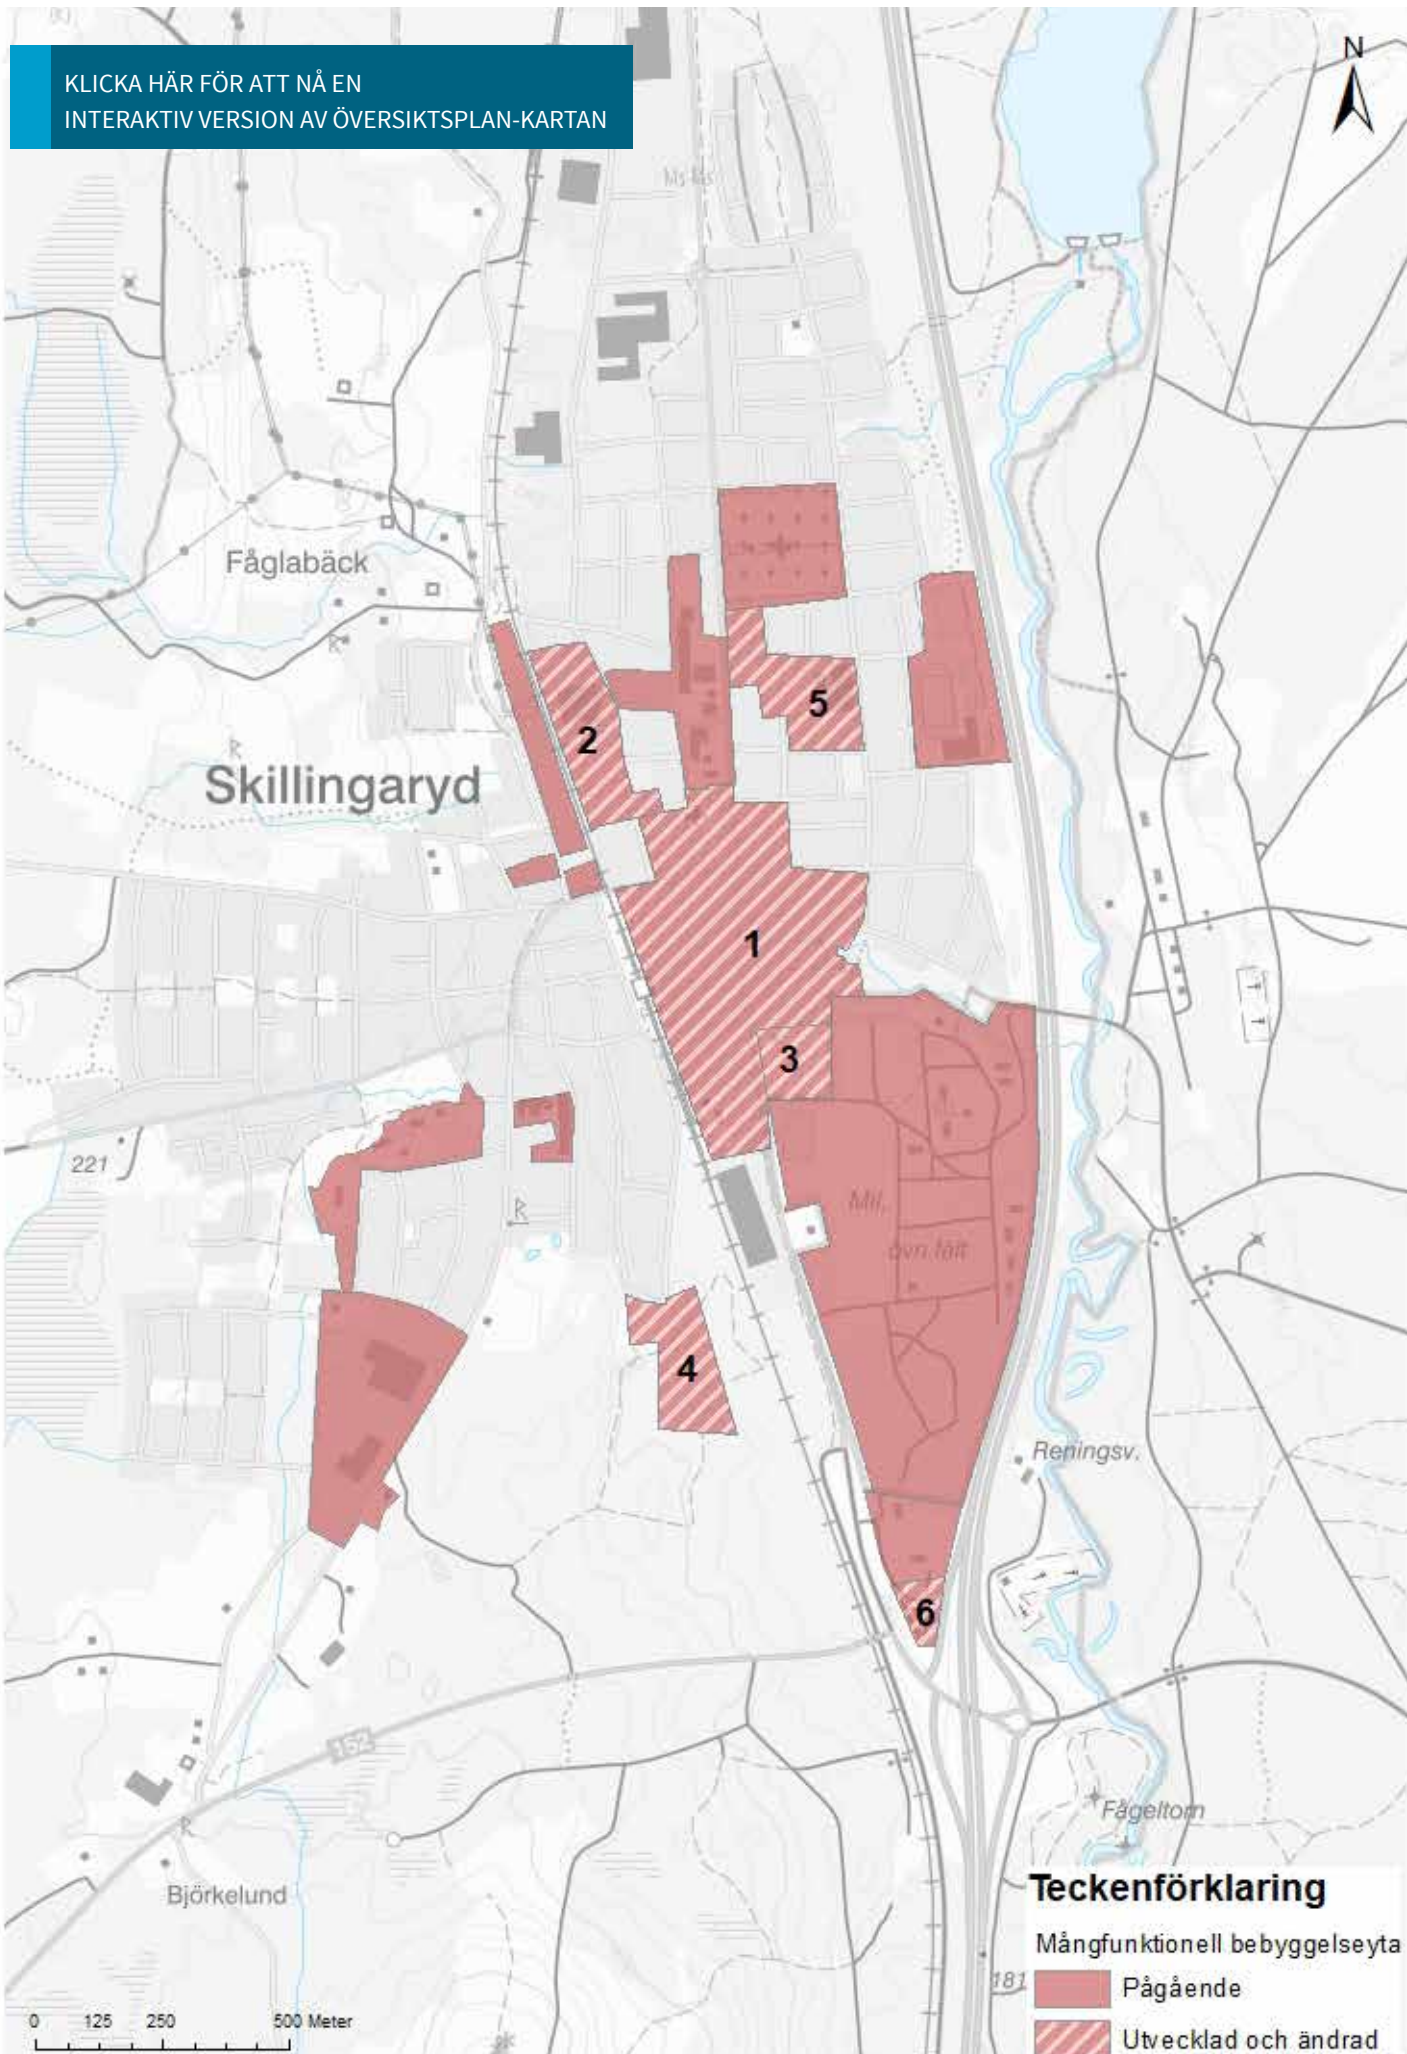 KLICKA HÄR FÖR ATT NÅ EN
INTERAKTIV VERSION AV ÖVERSIKTSPLAN-KARTAN
N
Fåglabäck
5
2
Skillingaryd
1
3
221
Mil.
övn.fält
4
Reningsv.
6
152
Fågeltorn
Björkelund
Teckenförklaring
Mångfunktionell bebyggelseyta
181
Pågående
0 125 250 500 Meter
Utvecklad och ändrad